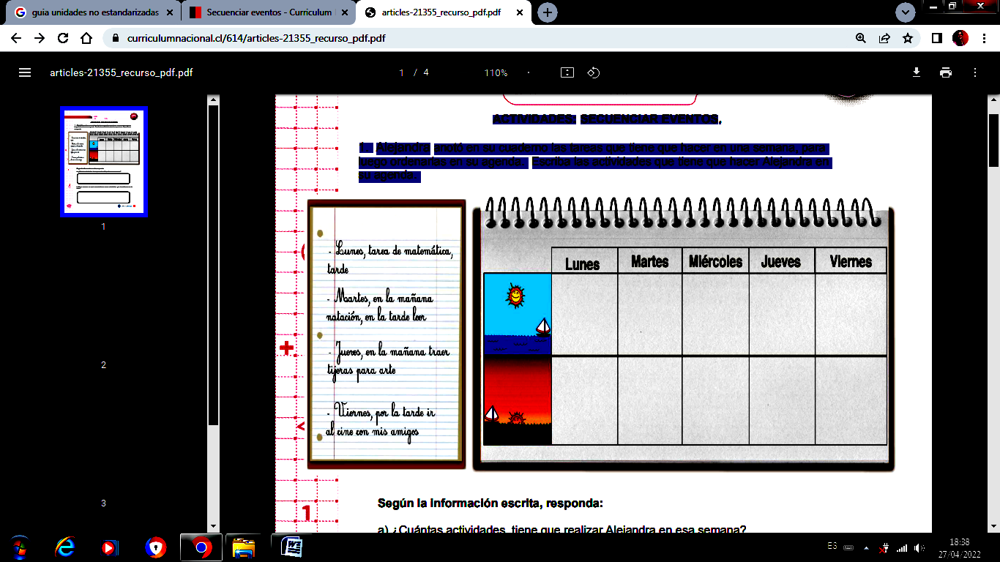 guia unidades no estandarizadas
Secuenciar eventos - Curriculum
articles-21355_recurso_pdf.pdf
curriculumnacional.cl/614/articles-21355_recurso_pdf.pdf
articles-21355_recurso_pdf.pdf
1 / 4
110%
1
2
3
ACTIVIDADES: SECUENCIAR EVENTOS.
1. Alejandra anotó en su cuaderno las tareas que tiene que hacer en una semana, para
luego ordenarlas en su agenda. Escriba las actividades que tiene que hacer Alejandra en
su agenda.
- Lunes, tarea de matemática,
tarde
- Martes, en la mañana
natación, en la tarde leer
- Jueves, en la mañana traer
tijeras para arte
- Viernes, por la tarde ir
al cine con mis amigos
Lunes Martes Miércoles Jueves Viernes
+
<
1
Según la información escrita, responda:
a) ¿Cuántas actividades tiene que realizar Alejandra en esa semana?
ES
18:38
27/04/2022